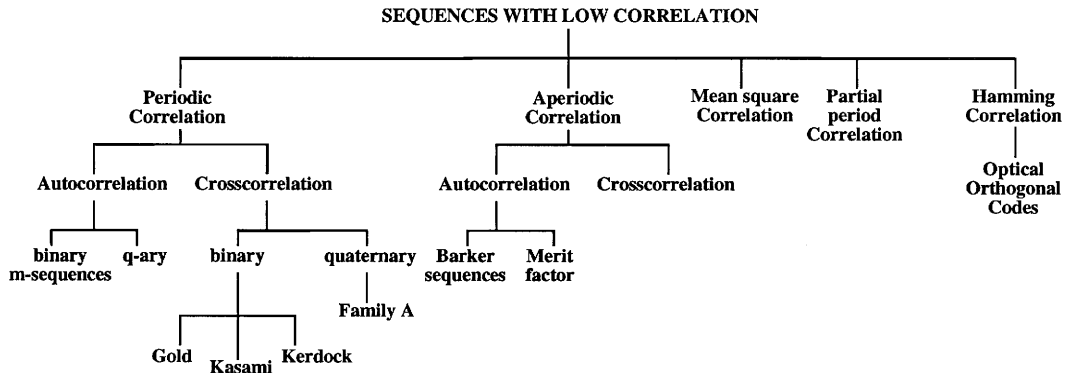 SEQUENCES WITH LOW CORRELATION
Periodic
Correlation
Aperiodic
Correlation
Mean square
Correlation
Partial
period
Correlation
Hamming
Correlation
Autocorrelation
Crosscorrelation
Autocorrelation
Crosscorrelation
Optical
Orthogonal
Codes
binary
m-sequences
q-ary
binary
quaternary
Barker
sequences
Merit
factor
Family A
Gold
Kasami
Kerdock